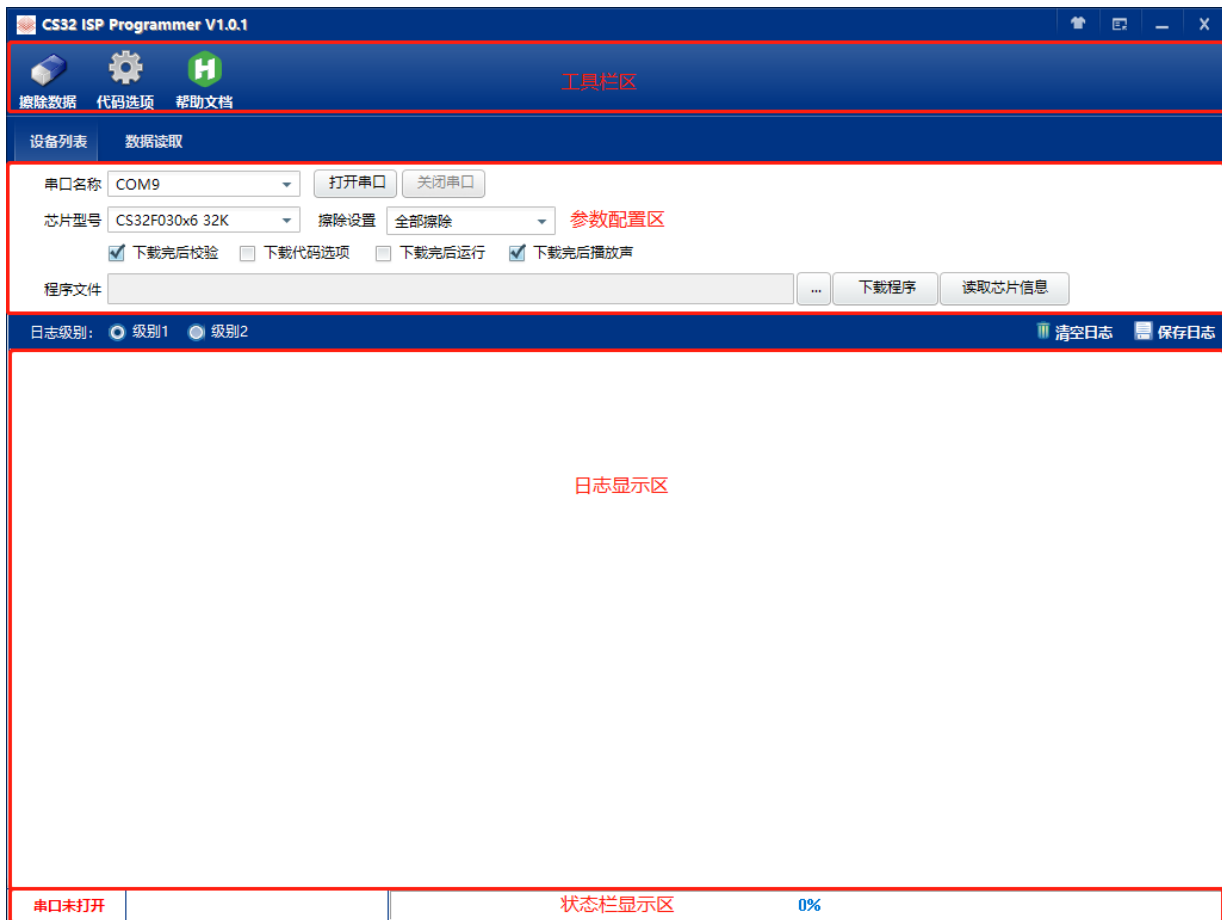 CS32 ISP Programmer V1.0.1
擦除数据 代码选项 帮助文档 工具栏区
设备列表 数据读取
串口名称 COM9 打开串口 关闭串口
芯片型号 CS32F030x6 32K 擦除设置 全部擦除 参数配置区
下载完后校验 下载代码选项 下载完后运行 下载完后播放声
程序文件 ... 下载程序 读取芯片信息
日志级别: 级别1 级别2 清空日志 保存日志
日志显示区
串口未打开 状态栏显示区 0%